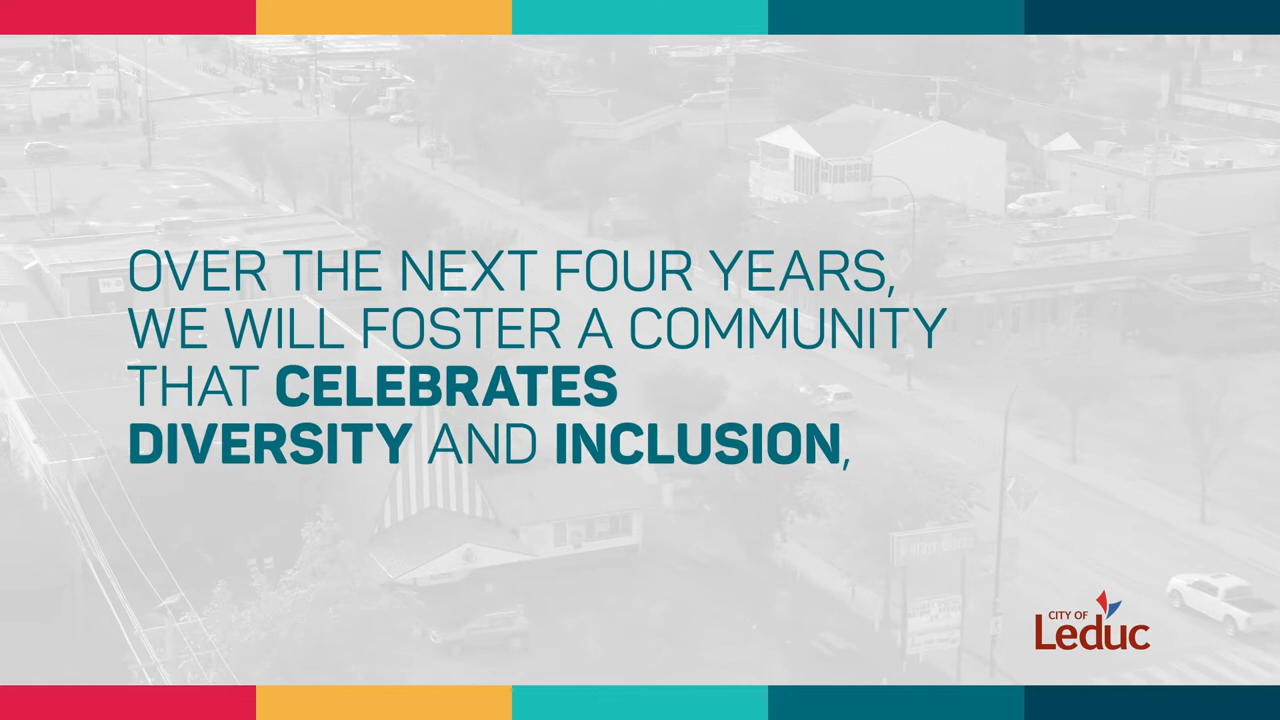 OVER THE NEXT FOUR YEARS,
WE WILL FOSTER A COMMUNITY
THAT CELEBRATES
DIVERSITY AND INCLUSION,
CITY OF
Leduc